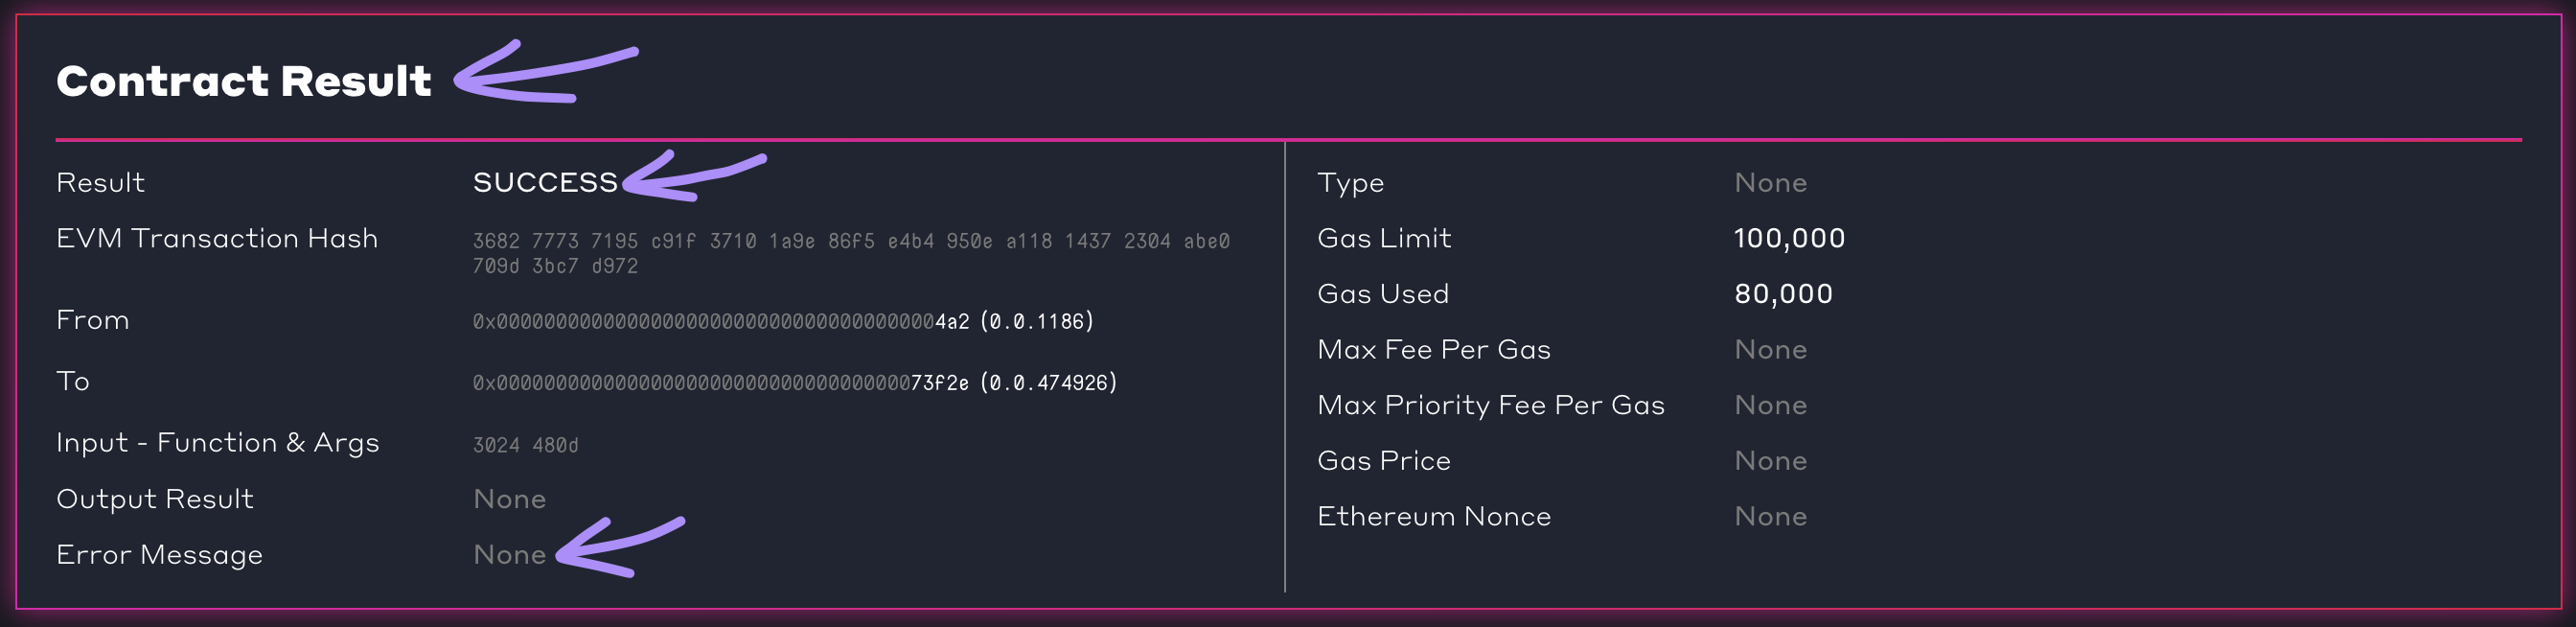 Contract Result
Result SUCCESS
EVM Transaction Hash 3682 7773 7195 c91f 3710 1a9e 86f5 e4b4 950e a118 1437 2304 abe0
709d 3bc7 d972
From 0x00000000000000000000000000000000000004a2 (0.0.1186)
To 0x0000000000000000000000000000000000073f2e (0.0.474926)
Input - Function & Args 3024 480d
Output Result None
Error Message None
Type None
Gas Limit 100,000
Gas Used 80,000
Max Fee Per Gas None
Max Priority Fee Per Gas None
Gas Price None
Ethereum Nonce None